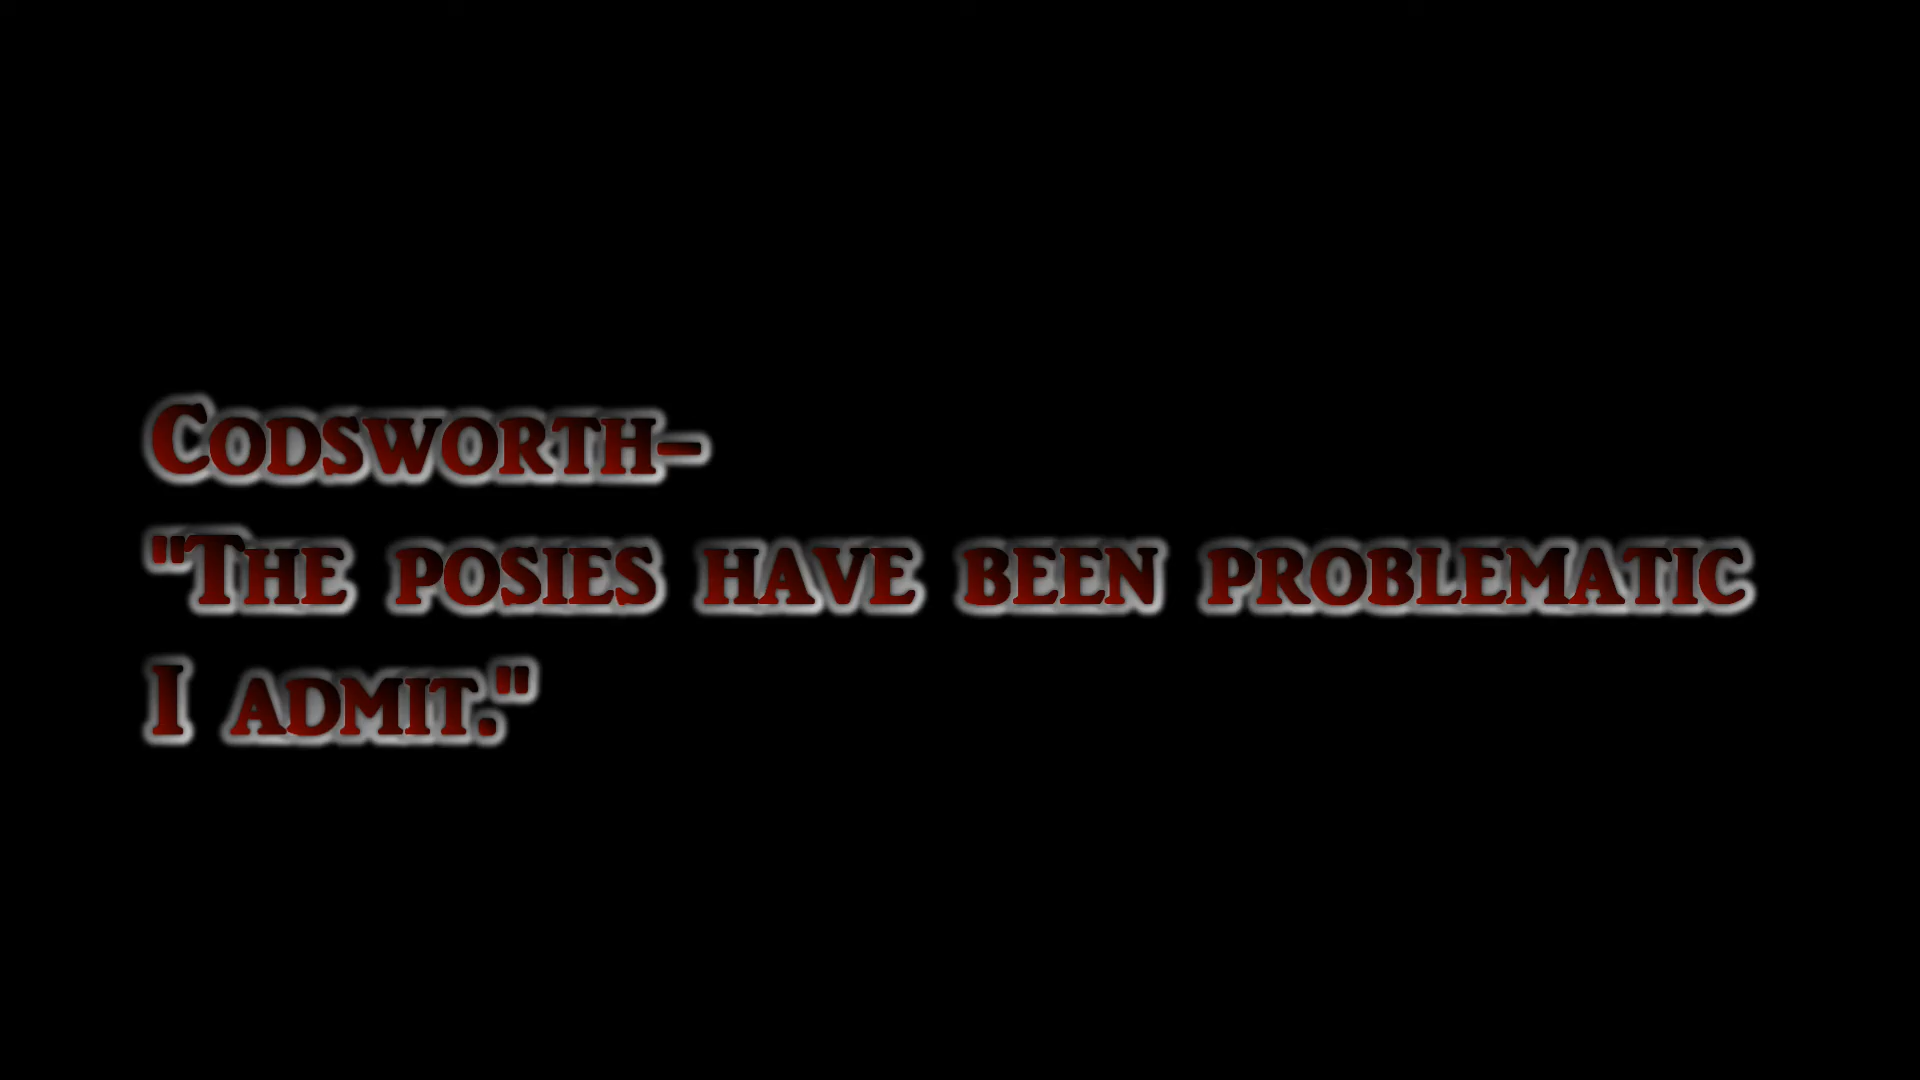 Codsworth-
"The posies have been problematic
I admit."